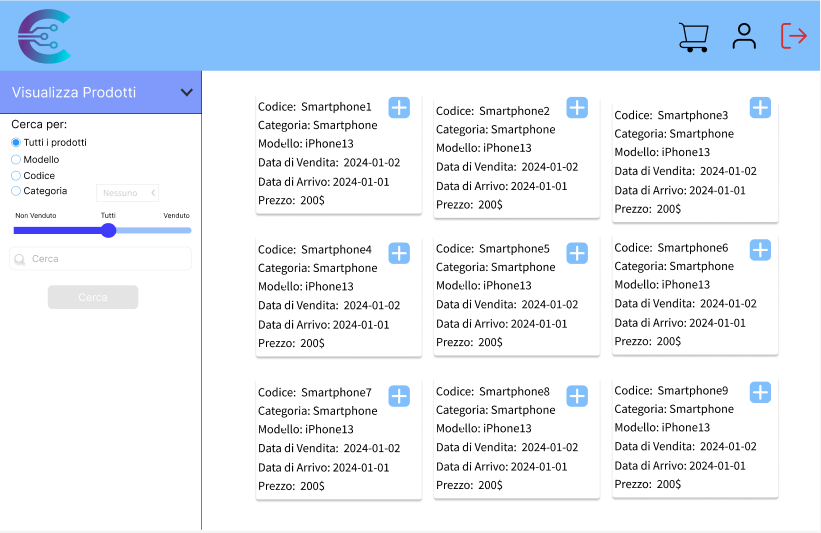 Visualizza Prodotti
Cerca per:
Tutti i prodotti
Modello
Codice
Categoria
Nessuno
Non Venduto
Tutti
Venduto
Cerca
Cerca
Codice: Smartphone1
Categoria: Smartphone
Modello: iPhone13
Data di Vendita: 2024-01-02
Data di Arrivo: 2024-01-01
Prezzo: 200$
Codice: Smartphone2
Categoria: Smartphone
Modello: iPhone13
Data di Vendita: 2024-01-02
Data di Arrivo: 2024-01-01
Prezzo: 200$
Codice: Smartphone3
Categoria: Smartphone
Modello: iPhone13
Data di Vendita: 2024-01-02
Data di Arrivo: 2024-01-01
Prezzo: 200$
Codice: Smartphone4
Categoria: Smartphone
Modello: iPhone13
Data di Vendita: 2024-01-02
Data di Arrivo: 2024-01-01
Prezzo: 200$
Codice: Smartphone5
Categoria: Smartphone
Modello: iPhone13
Data di Vendita: 2024-01-02
Data di Arrivo: 2024-01-01
Prezzo: 200$
Codice: Smartphone6
Categoria: Smartphone
Modello: iPhone13
Data di Vendita: 2024-01-02
Data di Arrivo: 2024-01-01
Prezzo: 200$
Codice: Smartphone7
Categoria: Smartphone
Modello: iPhone13
Data di Vendita: 2024-01-02
Data di Arrivo: 2024-01-01
Prezzo: 200$
Codice: Smartphone8
Categoria: Smartphone
Modello: iPhone13
Data di Vendita: 2024-01-02
Data di Arrivo: 2024-01-01
Prezzo: 200$
Codice: Smartphone9
Categoria: Smartphone
Modello: iPhone13
Data di Vendita: 2024-01-02
Data di Arrivo: 2024-01-01
Prezzo: 200$